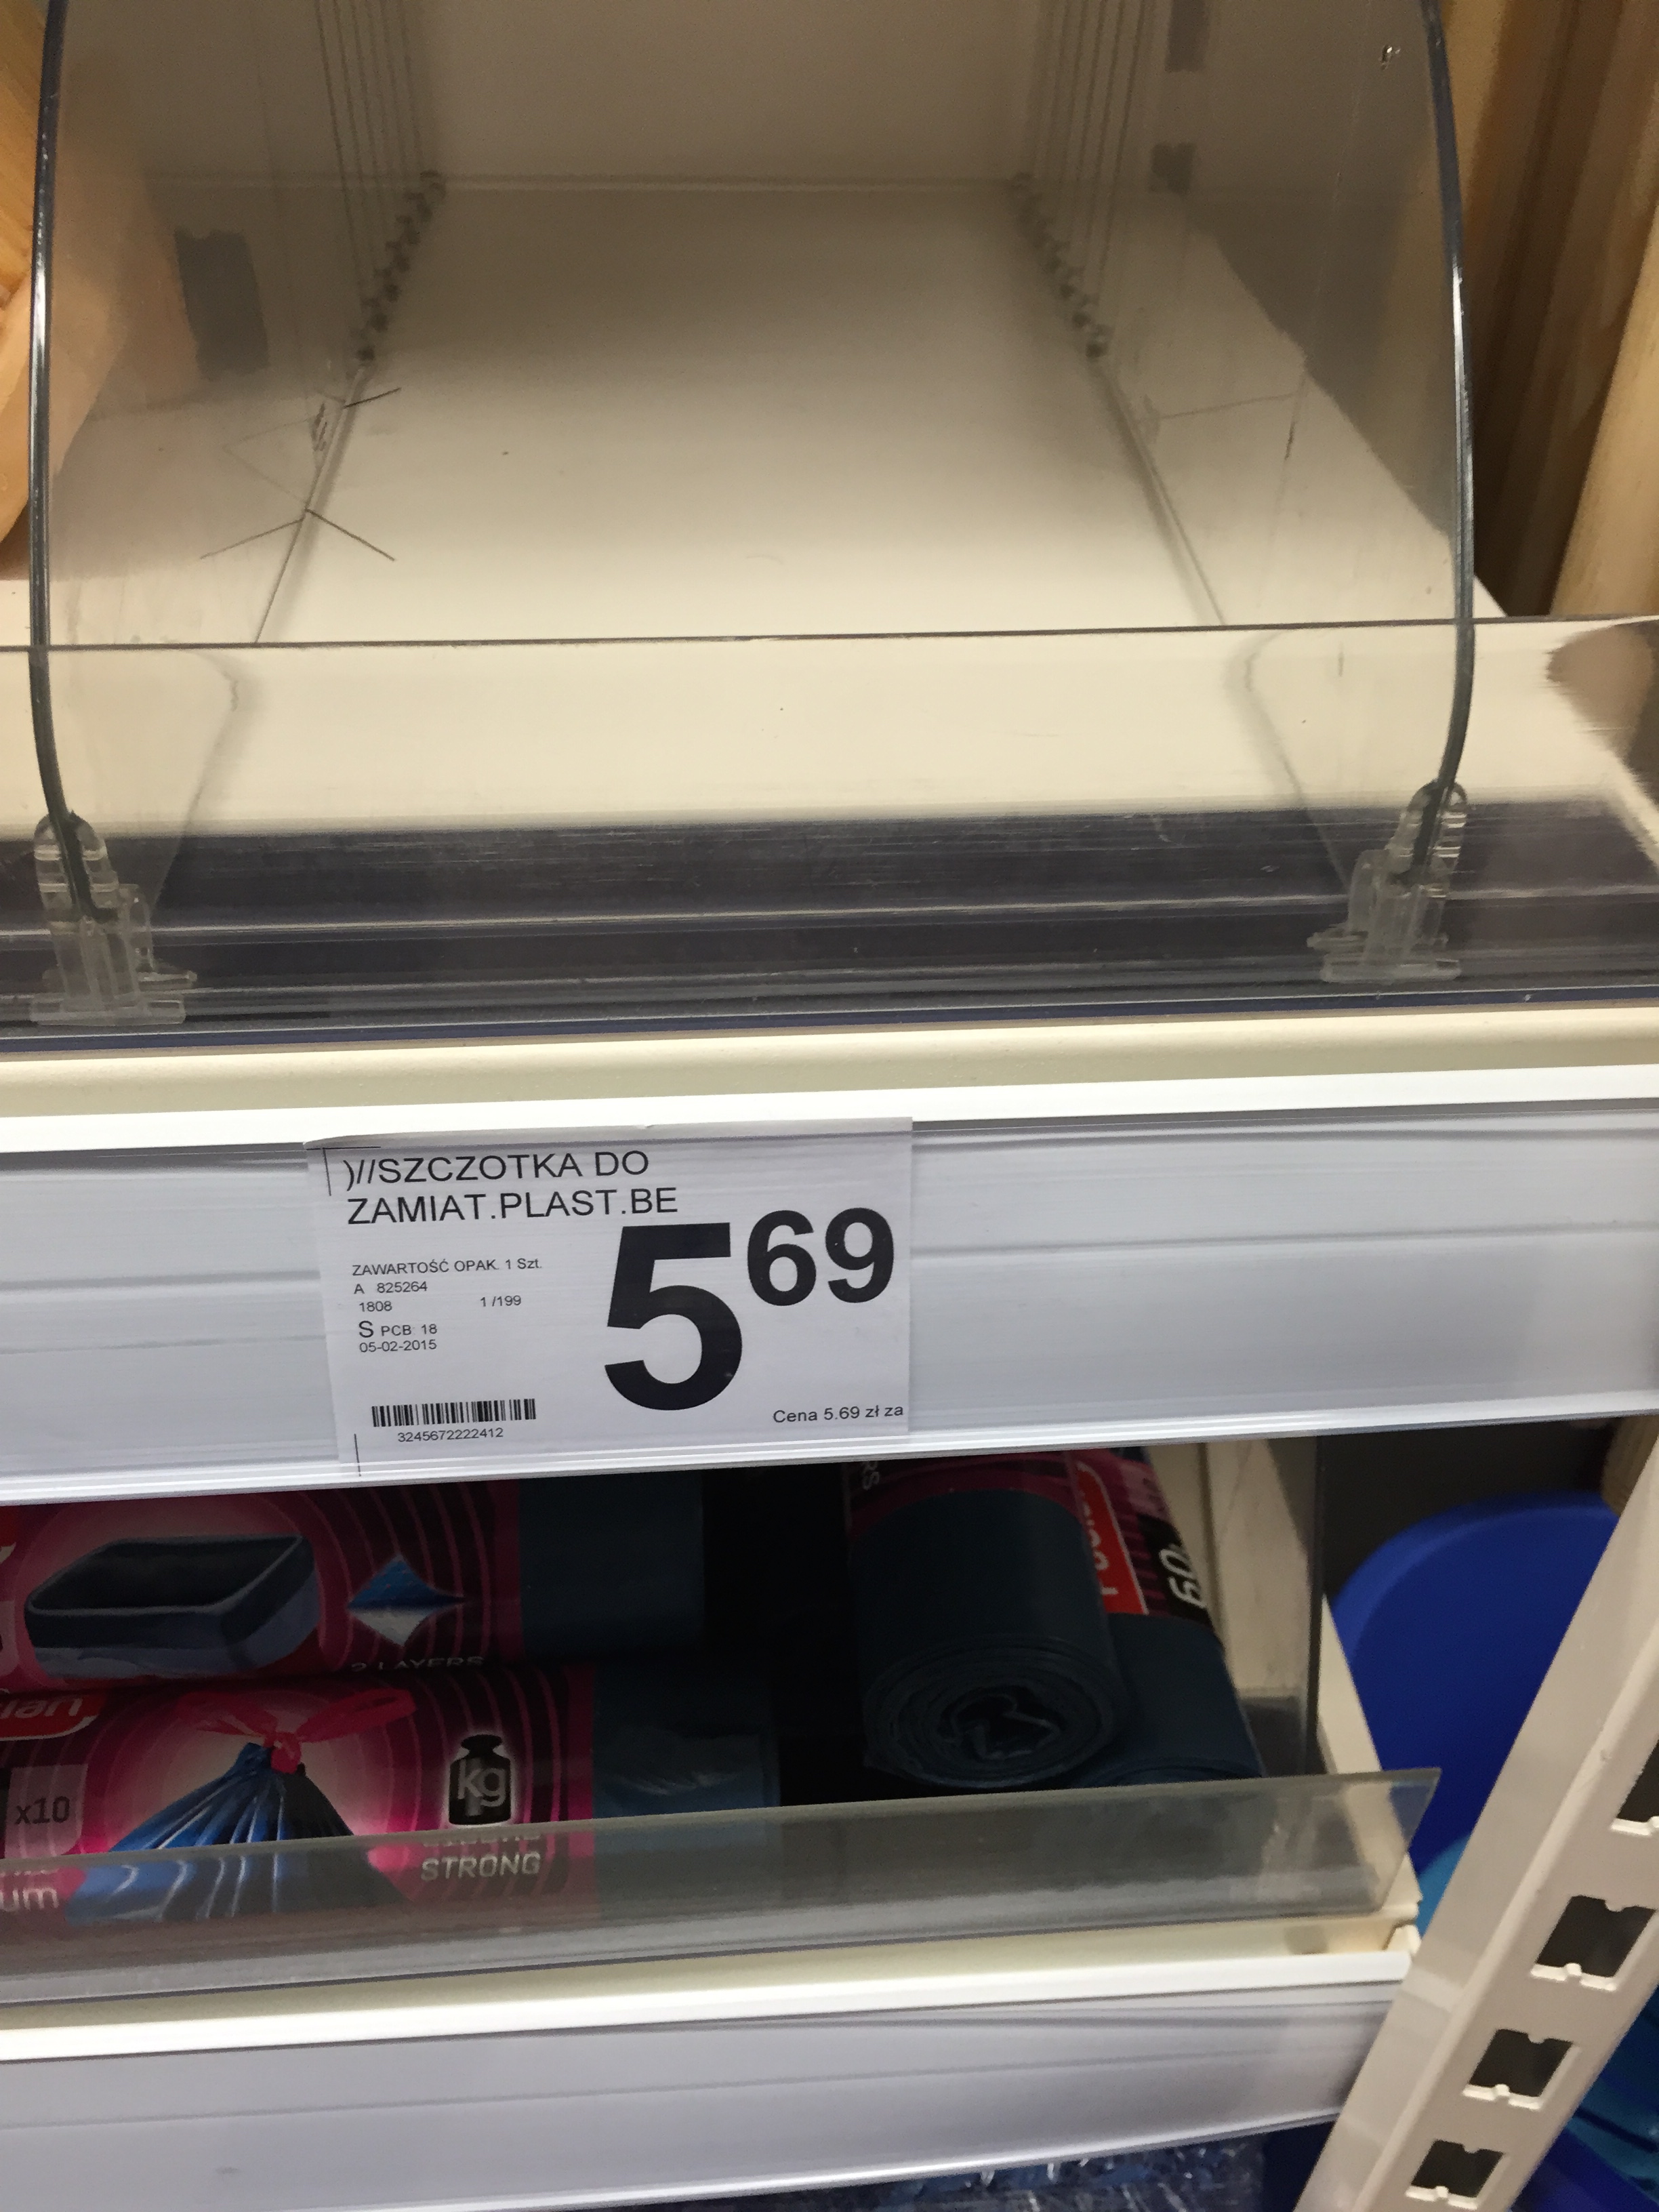 )//SZCZOTKA DO
ZAMIAT.PLAST.BE
5 69
ZAWARTOŚĆ OPAK. 1 Szt.
A 825264
1808 1 /199
S PCB 18
05-02-2015
3245672222412
Cena 5.69 zł za
2 LAYERS
x10
kg
STRONG
60